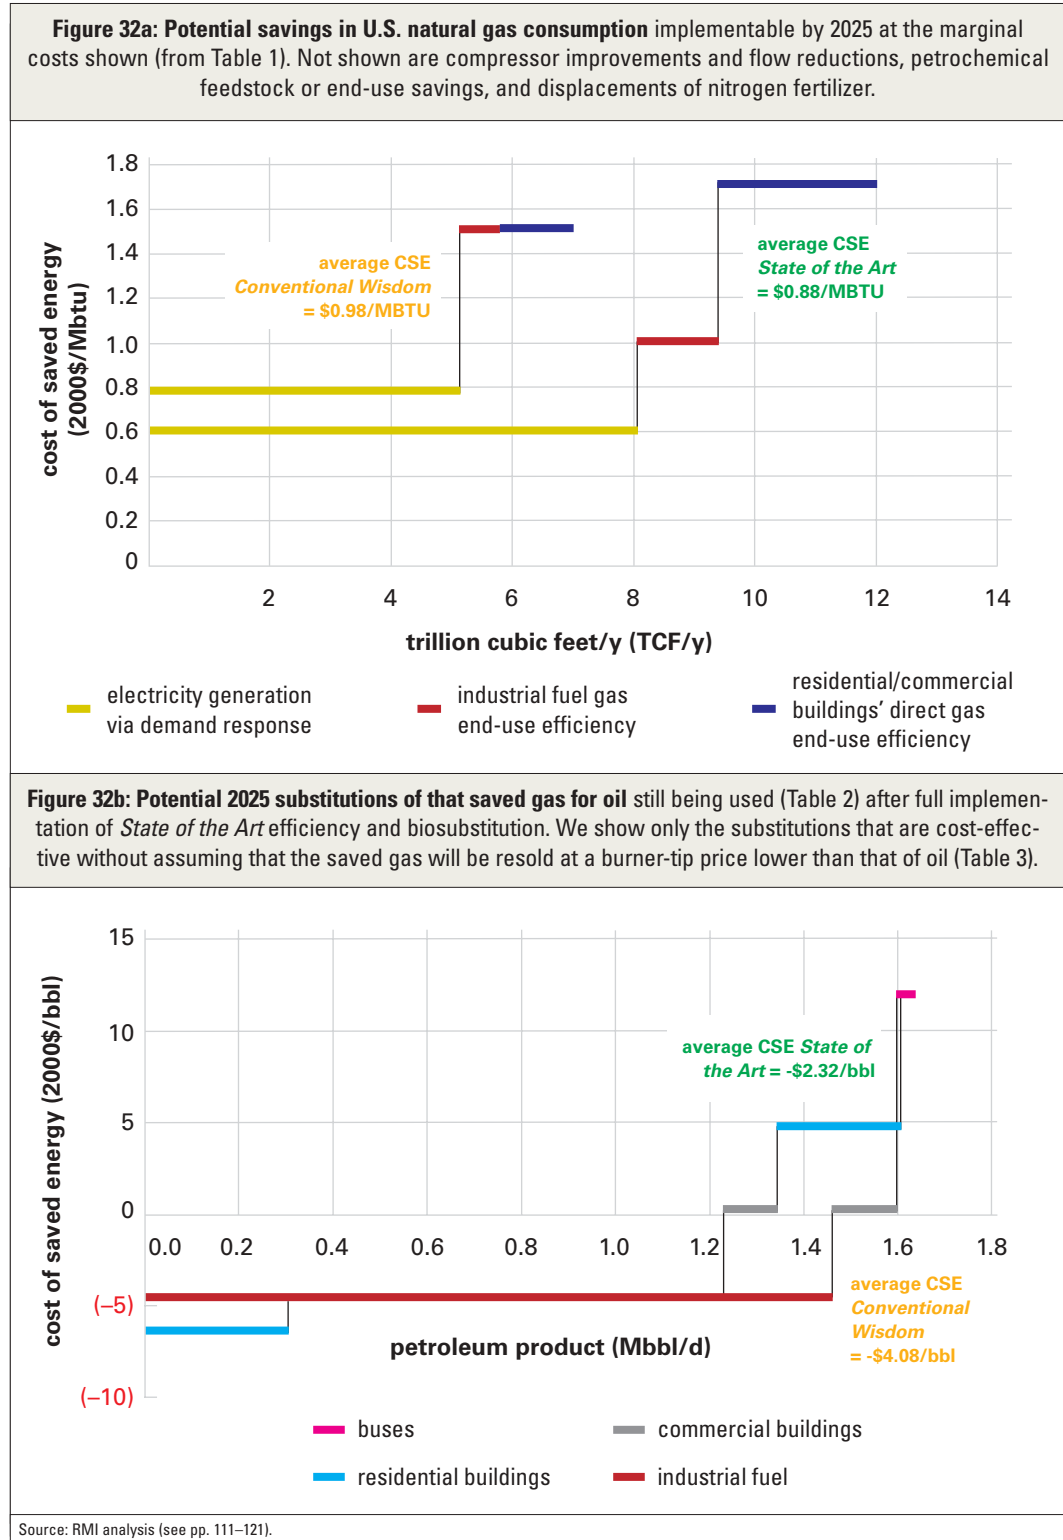 Figure 32a: Potential savings in U.S. natural gas consumption implementable by 2025 at the marginal
costs shown (from Table 1). Not shown are compressor improvements and flow reductions, petrochemical
feedstock or end-use savings, and displacements of nitrogen fertilizer.
cost of saved energy
(2000$/Mbtu)
1.8
1.6
1.4
1.2
1.0
0.8
0.6
0.4
0.2
0
average CSE
Conventional Wisdom
= $0.98/MBTU
average CSE
State of the Art
= $0.88/MBTU
2 4 6 8 10 12 14
trillion cubic feet/y (TCF/y)
electricity generation
via demand response
industrial fuel gas
end-use efficiency
residential/commercial
buildings' direct gas
end-use efficiency
Figure 32b: Potential 2025 substitutions of that saved gas for oil still being used (Table 2) after full implemen-
tation of State of the Art efficiency and biosubstitution. We show only the substitutions that are cost-effec-
tive without assuming that the saved gas will be resold at a burner-tip price lower than that of oil (Table 3).
cost of saved energy (2000$/bbl)
15
10
5
0
(–5)
(–10)
average CSE State of
the Art = -$2.32/bbl
0.0 0.2 0.4 0.6 0.8 1.0 1.2 1.4 1.6 1.8
average CSE
Conventional
Wisdom
= -$4.08/bbl
petroleum product (Mbbl/d)
buses
commercial buildings
residential buildings
industrial fuel
Source: RMI analysis (see pp. 111–121).